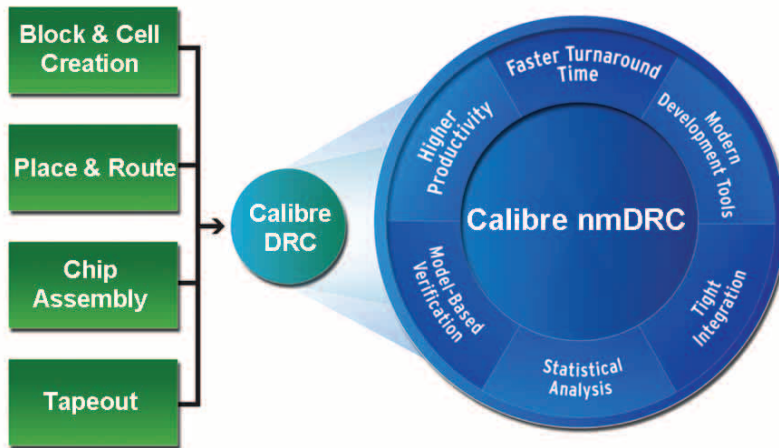 Block & Cell
Creation
Place & Route
Chip
Assembly
Tapeout
Calibre
DRC
Faster Turnaround
Time
Modern
Development Tools
Tight
Integration
Statistical
Analysis
Model-Based
Verification
Higher
Productivity
Calibre nmDRC